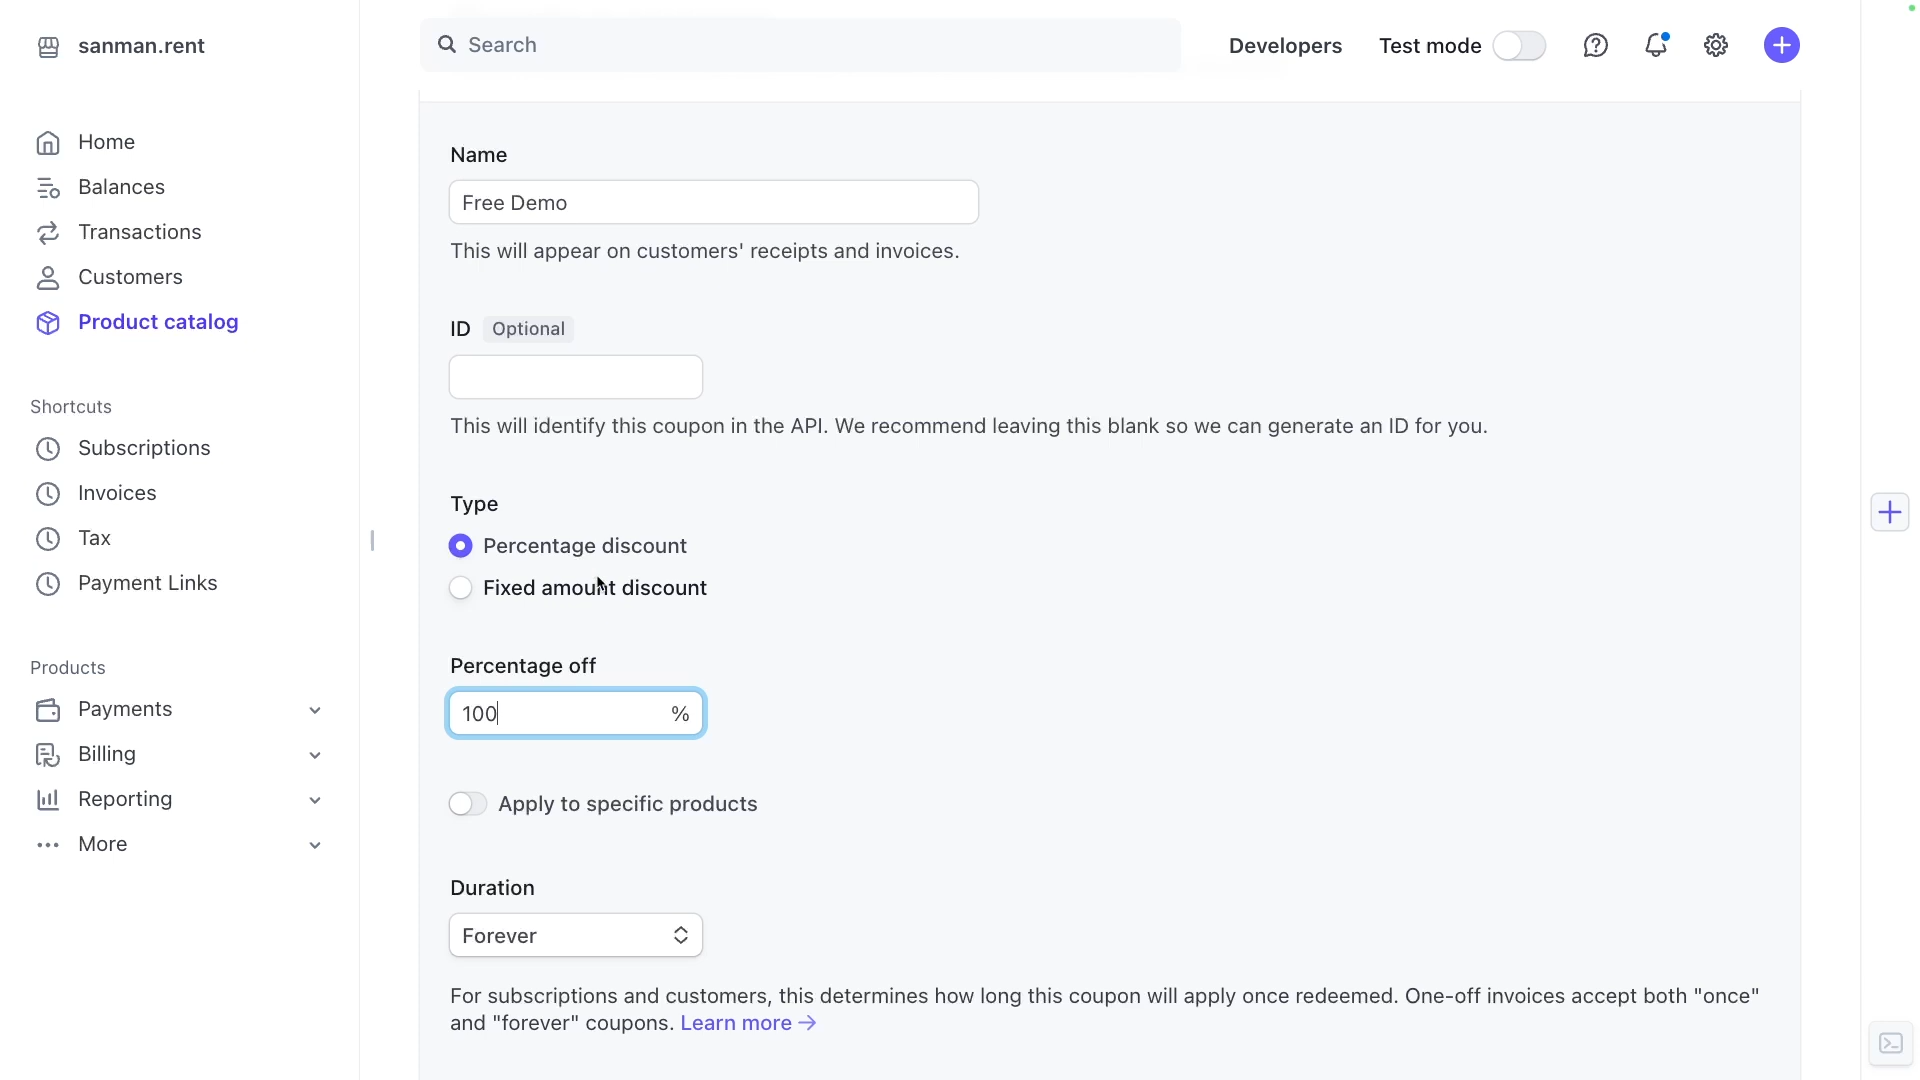 sanman.rent
Search
Developers
Test mode
Home
Balances
Transactions
Customers
Product catalog
Shortcuts
Subscriptions
Invoices
Tax
Payment Links
Products
Payments
Billing
Reporting
More
Name
Free Demo
This will appear on customers' receipts and invoices.
ID Optional
This will identify this coupon in the API. We recommend leaving this blank so we can generate an ID for you.
Type
Percentage discount
Fixed amount discount
Percentage off
100 %
Apply to specific products
Duration
Forever
For subscriptions and customers, this determines how long this coupon will apply once redeemed. One-off invoices accept both "once"
and "forever" coupons. Learn more →